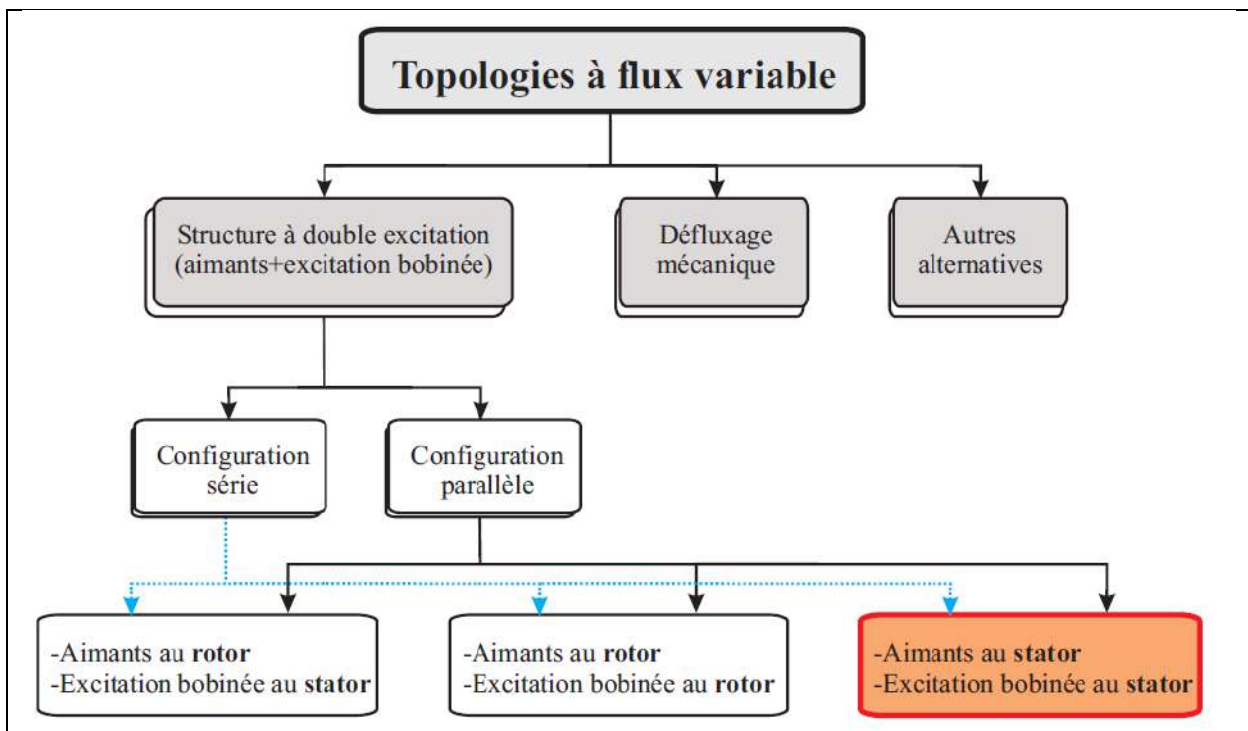 Topologies à flux variable
Structure à double excitation
(aimants+excitation bobinée)
Défluxage
mécanique
Autres
alternatives
Configuration
série
Configuration
parallèle
-Aimants au rotor
-Excitation bobinée au stator
-Aimants au rotor
-Excitation bobinée au rotor
-Aimants au stator
-Excitation bobinée au stator